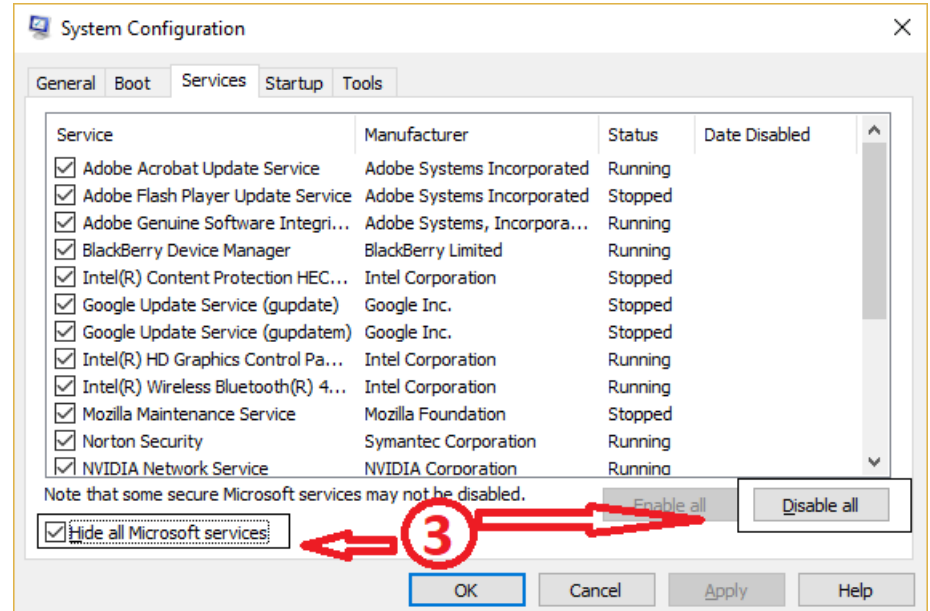 System Configuration
General Boot Services Startup Tools
Service Manufacturer Status Date Disabled
Adobe Acrobat Update Service Adobe Systems Incorporated Running
Adobe Flash Player Update Service Adobe Systems Incorporated Stopped
Adobe Genuine Software Integri... Adobe Systems, Incorpora... Running
BlackBerry Device Manager BlackBerry Limited Running
Intel(R) Content Protection HEC... Intel Corporation Stopped
Google Update Service (gupdate) Google Inc. Stopped
Google Update Service (gupdatem) Google Inc. Stopped
Intel(R) HD Graphics Control Pa... Intel Corporation Running
Intel(R) Wireless Bluetooth(R) 4... Intel Corporation Running
Mozilla Maintenance Service Mozilla Foundation Stopped
Norton Security Symantec Corporation Running
NVIDIA Network Service NVIDIA Corporation Running
Note that some secure Microsoft services may not be disabled.
Enable all Disable all
Hide all Microsoft services
3
OK Cancel Apply Help